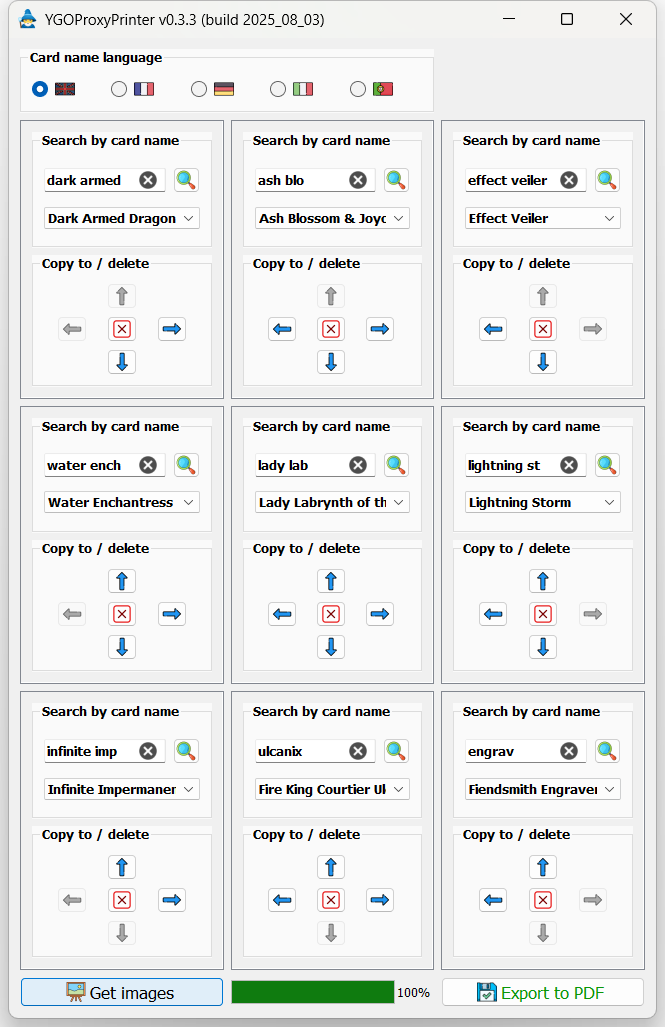 YGOProxyPrinter v0.3.3 (build 2025_08_03)
Card name language
Search by card name Search by card name Search by card name
dark armed ash blo effect veiler
Dark Armed Dragon Ash Blossom & Joyc Effect Veiler
Copy to / delete Copy to / delete Copy to / delete
Search by card name Search by card name Search by card name
water ench lady lab lightning st
Water Enchantress Lady Labrynth of th Lightning Storm
Copy to / delete Copy to / delete Copy to / delete
Search by card name Search by card name Search by card name
infinite imp ulcanix engrav
Infinite Impermaner Fire King Courtier Ul Fiendsmith Engraver
Copy to / delete Copy to / delete Copy to / delete
Get images 100% Export to PDF